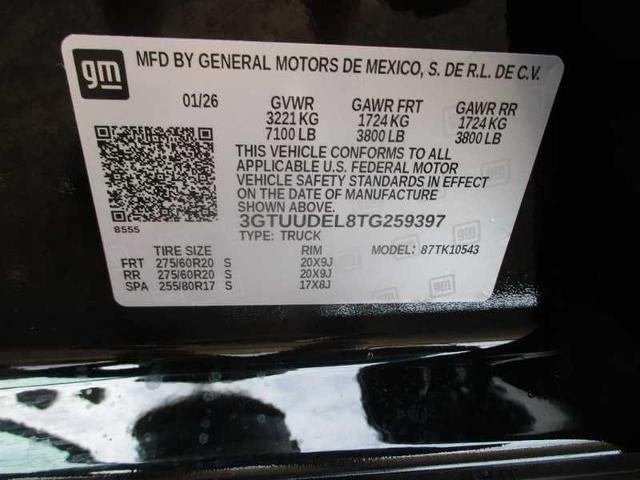 gm
MFD BY GENERAL MOTORS DE MEXICO, S. DE R.L. DE C.V.
01/26 GVWR GAWR FRT GAWR RR
3221 KG 1724 KG 1724 KG
7100 LB 3800 LB 3800 LB
THIS VEHICLE CONFORMS TO ALL
APPLICABLE U.S. FEDERAL MOTOR
VEHICLE SAFETY STANDARDS IN EFFECT
ON THE DATE OF MANUFACTURE
SHOWN ABOVE.
8555
3GTUUDEL8TG259397
TYPE: TRUCK MODEL: 87TK10543
TIRE SIZE RIM
FRT 275/60R20 S 20X9J
RR 275/60R20 S 20X9J
SPA 255/80R17 S 17X8J